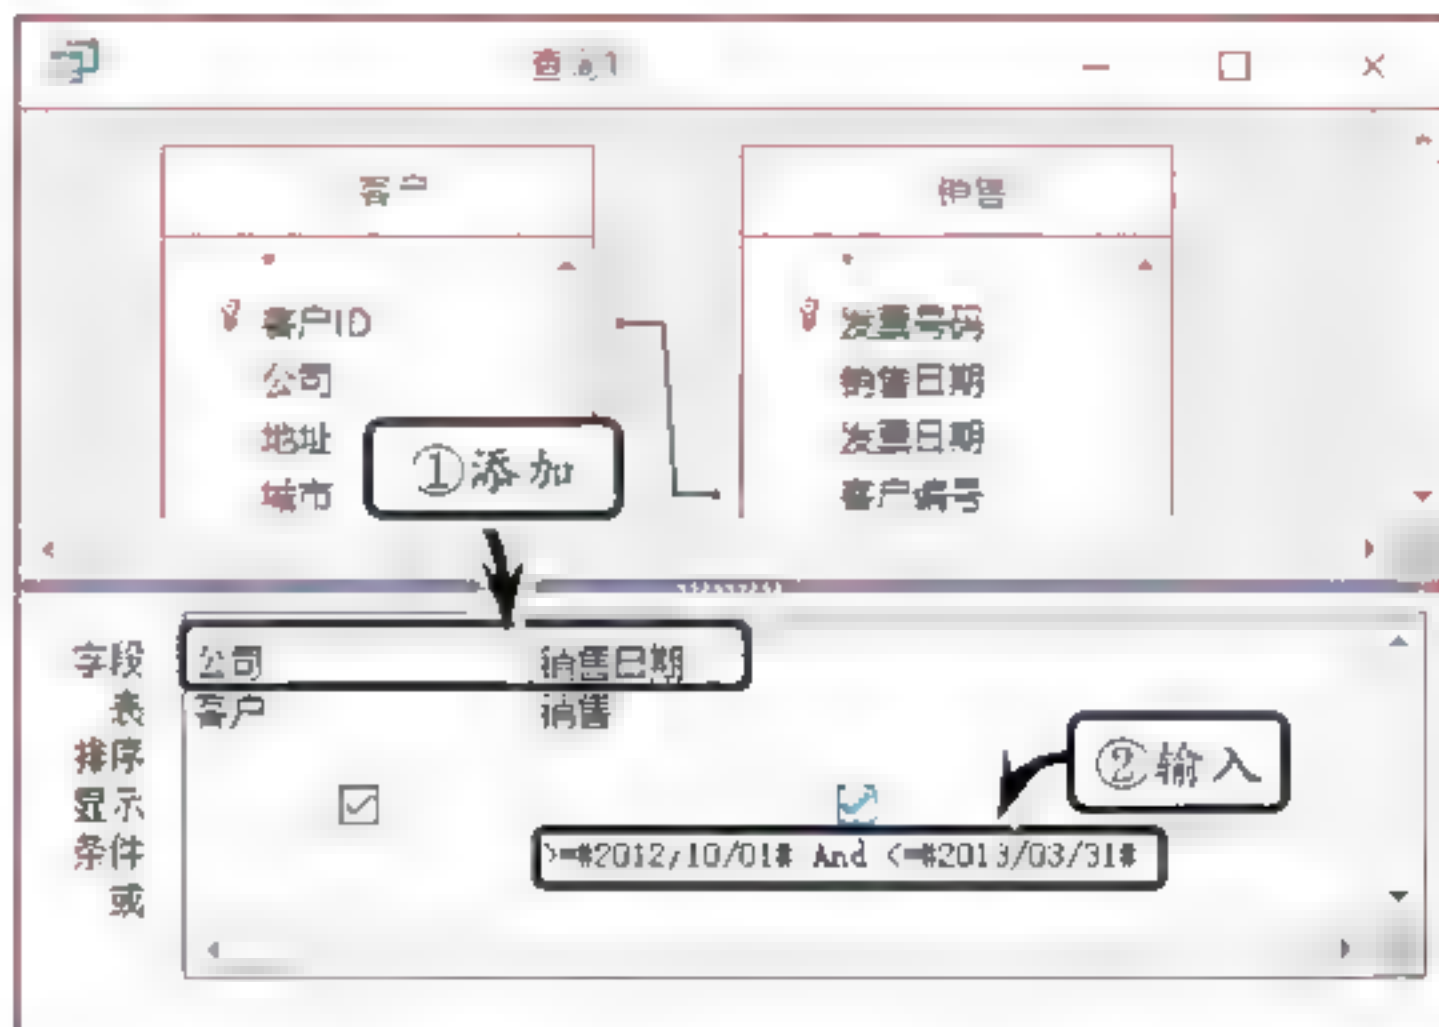 查询1
客户 销售
*
*
客户ID 发票号码
公司 销售日期
地址 发票日期
城市 客户编号
①添加
字段 公司 销售日期
表 客户 销售
排序
②输入
显示
条件 >=#2012/10/01# And <=#2013/03/31#
或